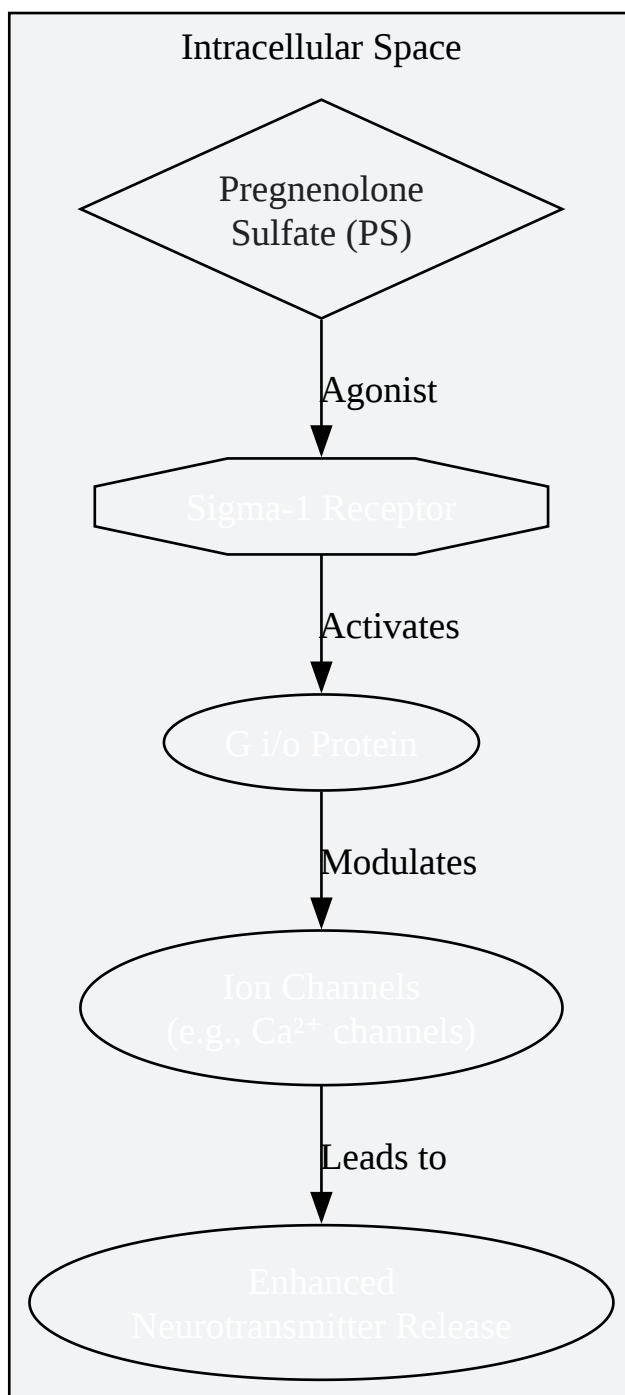 Intracellular Space
Pregnenolone
Sulfate (PS)
Agonist
Sigma-1 Receptor
Activates
G i/o Protein
Modulates
Ion Channels
(e.g., Ca²⁺ channels)
Leads to
Enhanced
Neurotransmitter Release